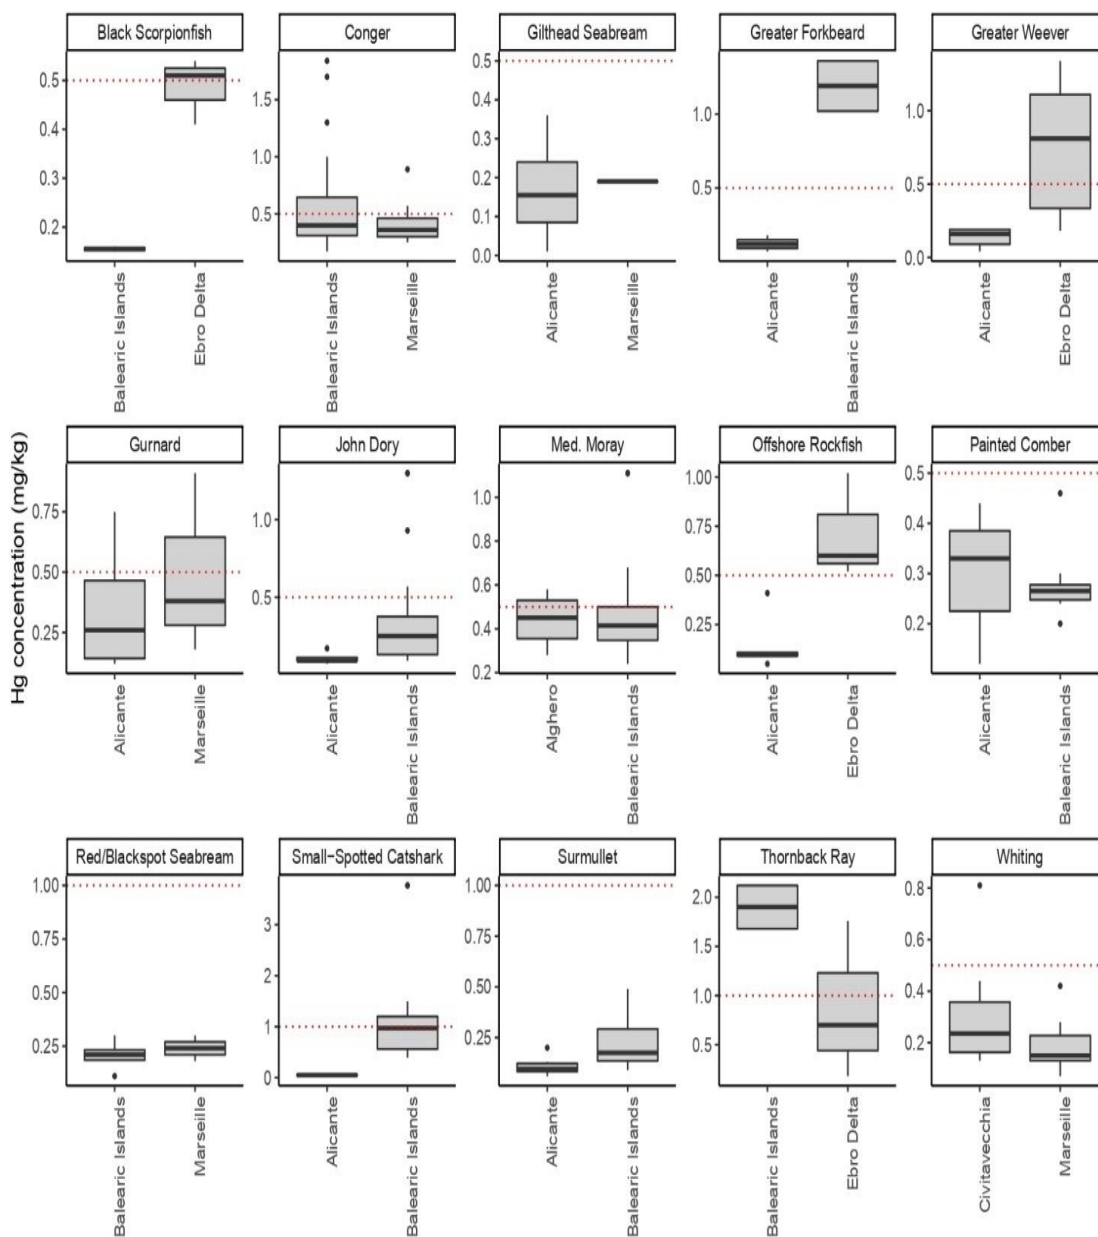 Hg concentration (mg/kg)
Black Scorpionfish
0.5
0.4
0.3
0.2
Balearic Islands
Ebro Delta
Conger
1.5
1.0
0.5
Balearic Islands
Marseille
Gilthead Seabream
0.5
0.4
0.3
0.2
0.1
0.0
Alicante
Marseille
Greater Forkbeard
1.0
0.5
Alicante
Balearic Islands
Greater Weever
1.0
0.5
0.0
Alicante
Ebro Delta
Gurnard
0.75
0.50
0.25
Alicante
Marseille
John Dory
1.0
0.5
Alicante
Balearic Islands
Med. Moray
1.0
0.8
0.6
0.4
0.2
Alghero
Balearic Islands
Offshore Rockfish
1.00
0.75
0.50
0.25
Alicante
Ebro Delta
Painted Comber
0.5
0.4
0.3
0.2
Alicante
Balearic Islands
Red/Blackspot Seabream
1.00
0.75
0.50
0.25
Balearic Islands
Marseille
Small-Spotted Catshark
3
2
1
0
Alicante
Balearic Islands
Surmullet
1.00
0.75
0.50
0.25
Alicante
Balearic Islands
Thornback Ray
2.0
1.5
1.0
0.5
Balearic Islands
Ebro Delta
Whiting
0.8
0.6
0.4
0.2
Civitavecchia
Marseille